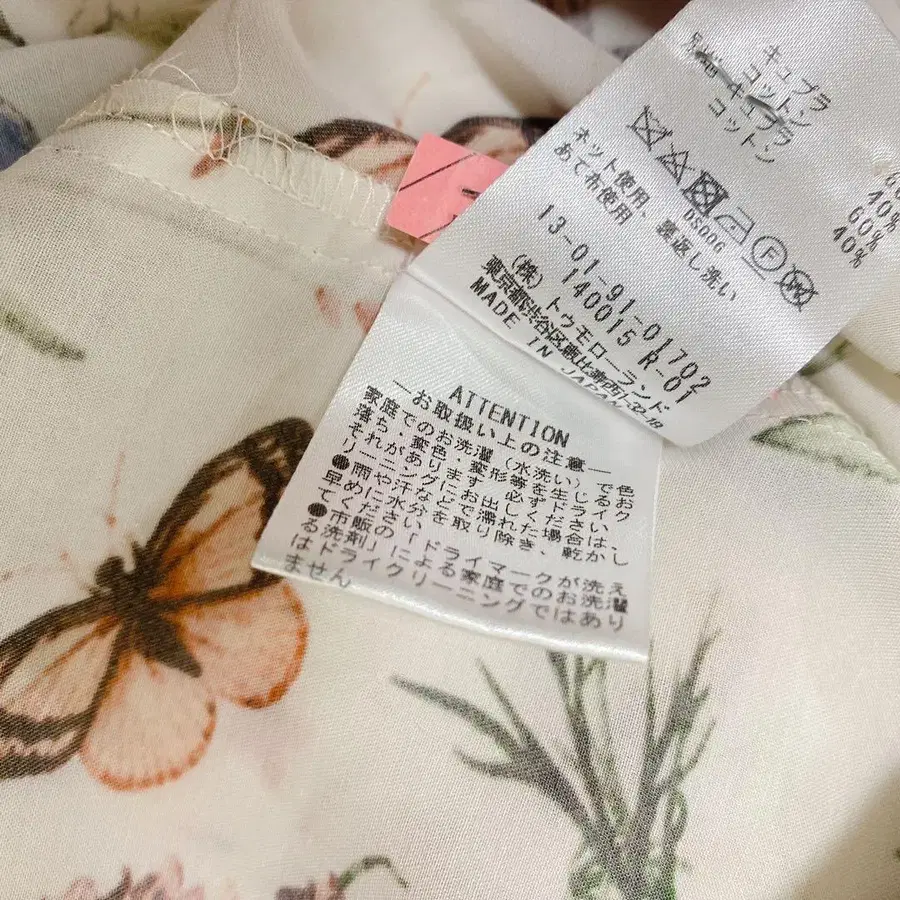 キュプラ
コットン
別布 キュプラ
コットン
40%
60%
40%
DS006
ネット使用、裏返し洗い
あて布使用
F
13-01-91-01702
140015 R-01
(株)トゥモローランド
MADE IN JAPAN
ATTENTION
―お取扱い上の注意―
家庭でのお洗濯(水洗い)で色
落ち・変色・変形等を生じるお
それがあります 必ずドライク
リーニングにお出しください
●雨や汗などで濡れた場合は、
早めに水分を取り除き、乾かし
てください
●市販の「ドライマークが洗え
る洗剤」による家庭でのお洗濯
はドライクリーニングではあり
ません